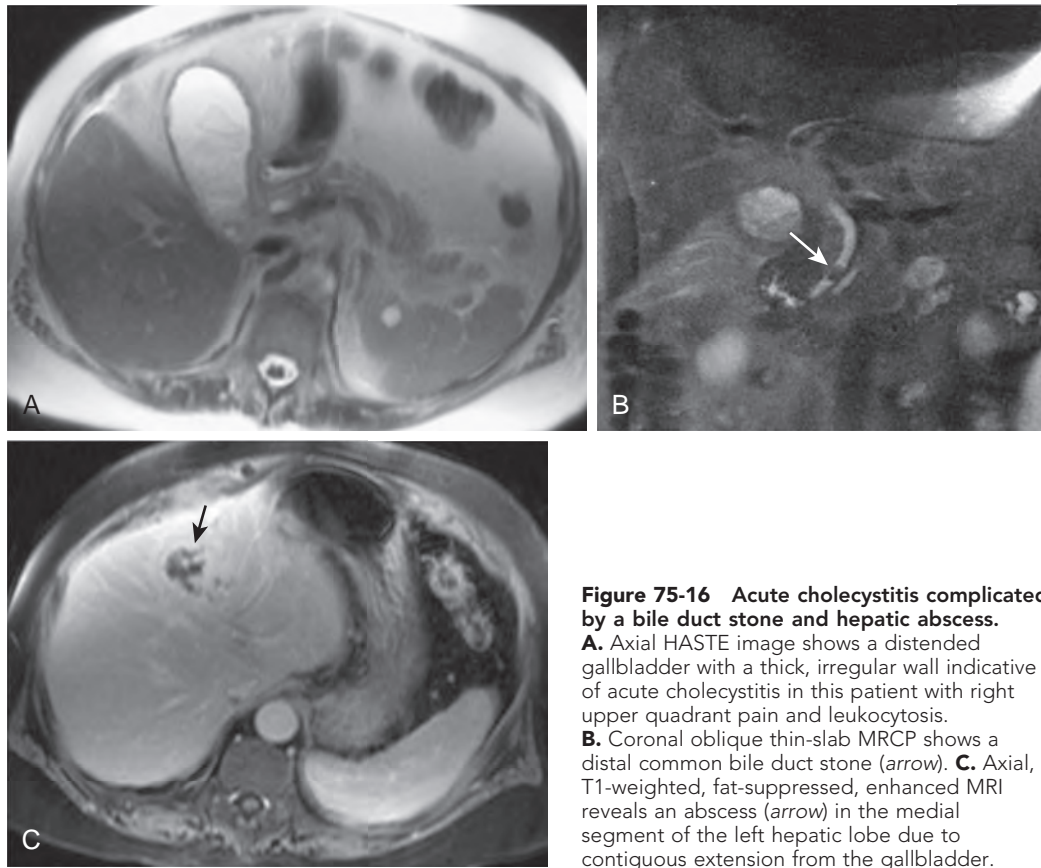 A
B
C
Figure 75-16 Acute cholecystitis complicated
by a bile duct stone and hepatic abscess.
A. Axial HASTE image shows a distended
gallbladder with a thick, irregular wall indicative
of acute cholecystitis in this patient with right
upper quadrant pain and leukocytosis.
B. Coronal oblique thin-slab MRCP shows a
distal common bile duct stone (arrow). C. Axial,
T1-weighted, fat-suppressed, enhanced MRI
reveals an abscess (arrow) in the medial
segment of the left hepatic lobe due to
contiguous extension from the gallbladder.